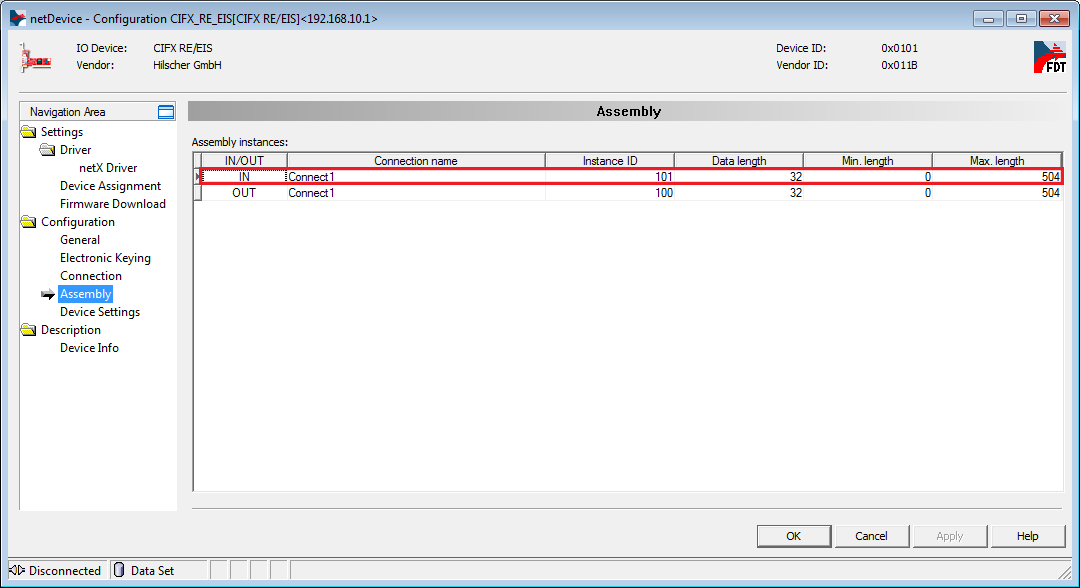 netDevice - Configuration CIFX_RE_EIS[CIFX RE/EIS]<192.168.10.1>
IO Device: CIFX RE/EIS Device ID: 0x0101
Vendor: Hilscher GmbH Vendor ID: 0x011B
FDT
Navigation Area
Settings
Driver
netX Driver
Device Assignment
Firmware Download
Configuration
General
Electronic Keying
Connection
Assembly
Device Settings
Description
Device Info
Assembly
Assembly instances:
IN/OUT Connection name Instance ID Data length Min. length Max. length
IN Connect1 101 32 0 504
OUT Connect1 100 32 0 504
OK Cancel Apply Help
Disconnected Data Set